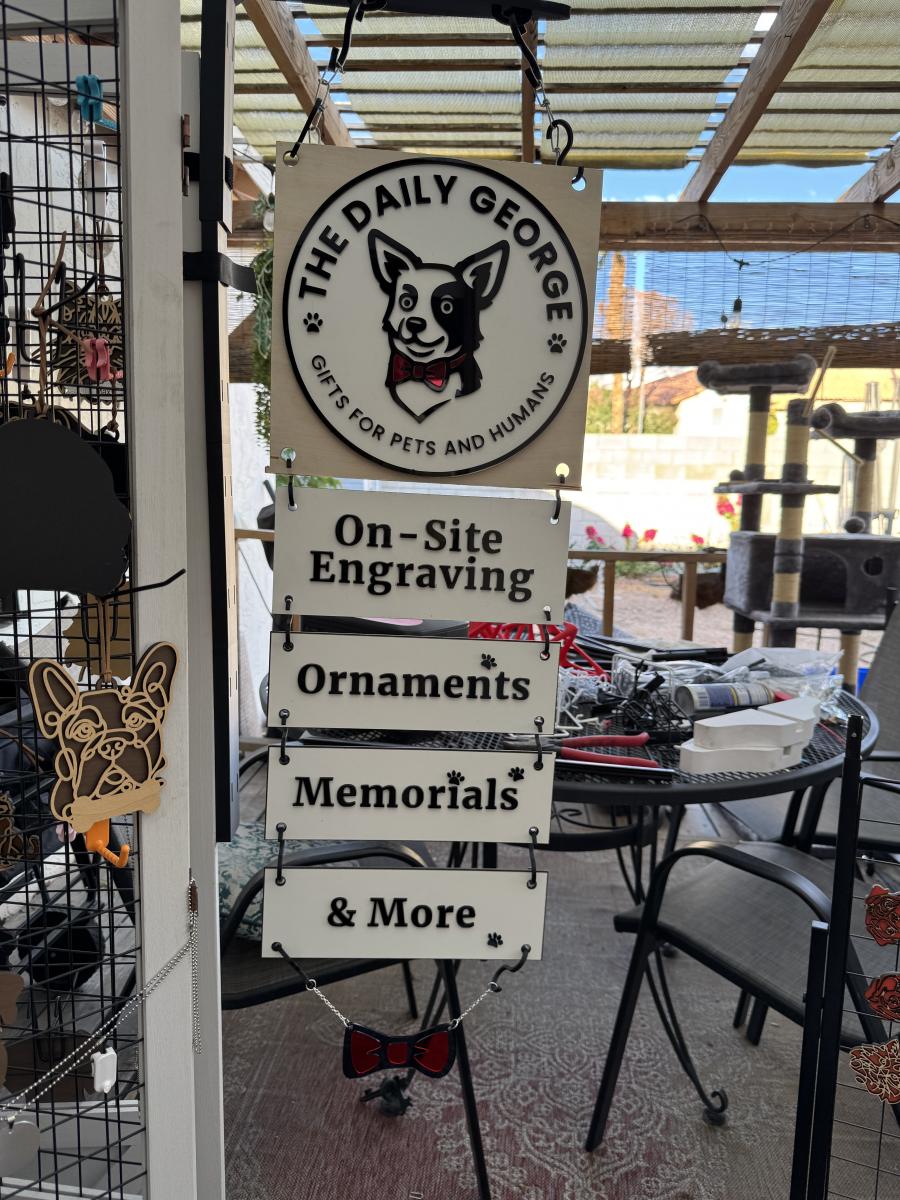 THE DAILY GEORGE
GIFTS FOR PETS AND HUMANS
On-Site
Engraving
Ornaments
Memorials
& More